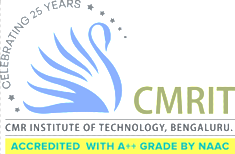 CELEBRATING 25 YEARS
CMRIT
CMR INSTITUTE OF TECHNOLOGY, BENGALURU.
ACCREDITED WITH A++ GRADE BY NAAC